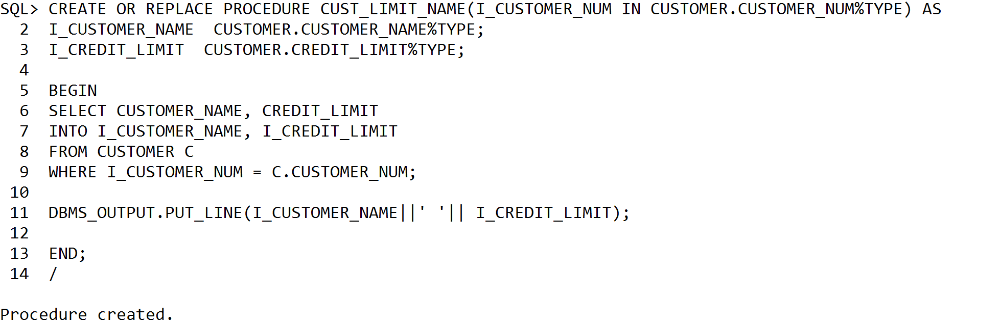 SQL> CREATE OR REPLACE PROCEDURE CUST_LIMIT_NAME(I_CUSTOMER_NUM IN CUSTOMER.CUSTOMER_NUM%TYPE) AS
  2  I_CUSTOMER_NAME  CUSTOMER.CUSTOMER_NAME%TYPE;
  3  I_CREDIT_LIMIT  CUSTOMER.CREDIT_LIMIT%TYPE;
  4
  5  BEGIN
  6  SELECT CUSTOMER_NAME, CREDIT_LIMIT
  7  INTO I_CUSTOMER_NAME, I_CREDIT_LIMIT
  8  FROM CUSTOMER C
  9  WHERE I_CUSTOMER_NUM = C.CUSTOMER_NUM;
 10
 11  DBMS_OUTPUT.PUT_LINE(I_CUSTOMER_NAME||' '|| I_CREDIT_LIMIT);
 12
 13  END;
 14  /
Procedure created.